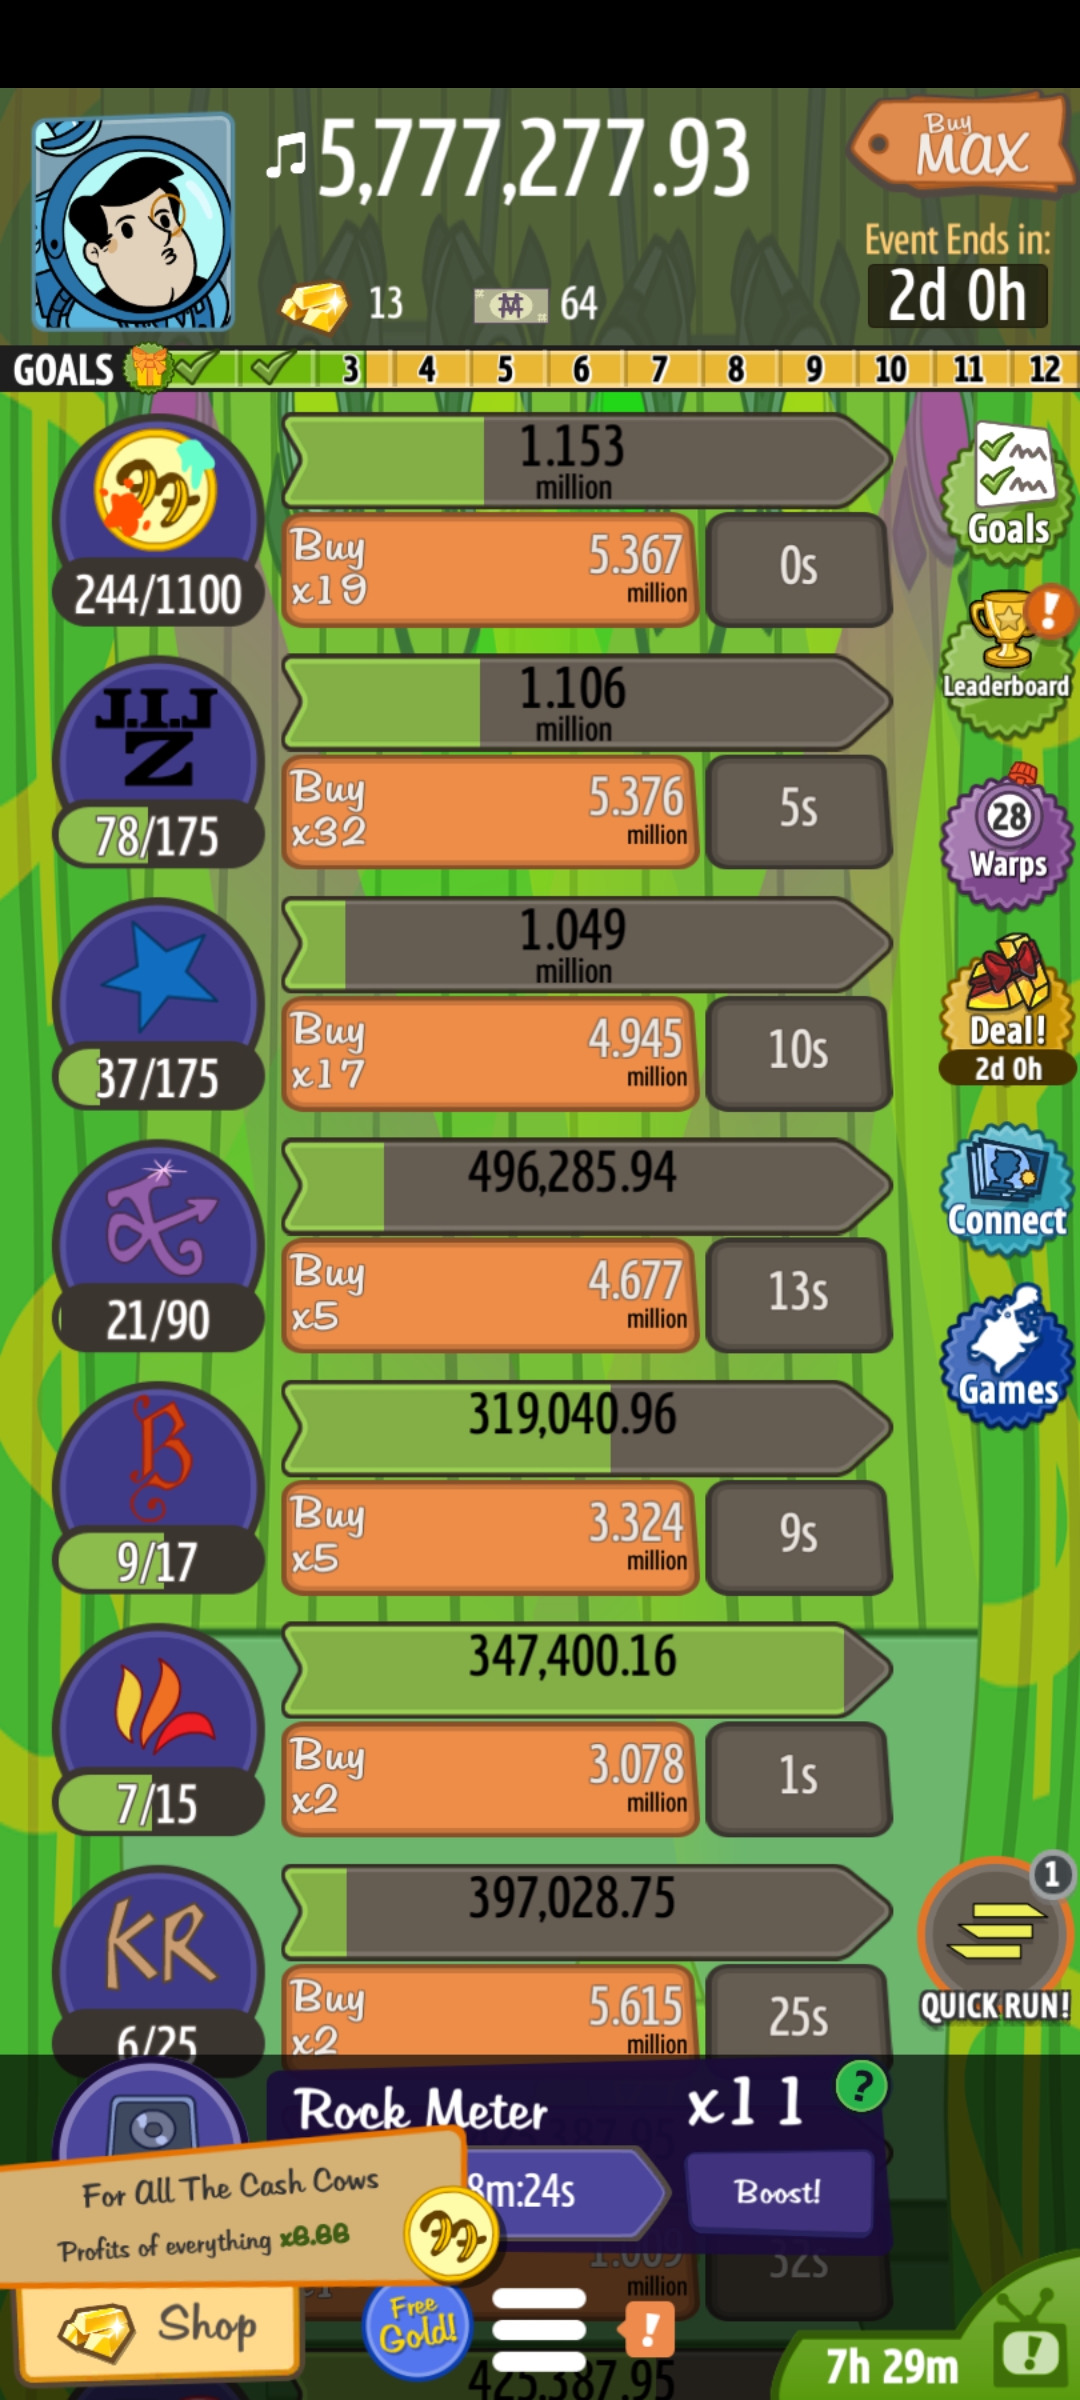 5,777,277.93
Buy
MAX
Event Ends in:
2d 0h
13
64
GOALS 3 4 5 6 7 8 9 10 11 12
1.153
million
Buy
x19
5.367
million
0s
244/1100
Goals
J.I.J
Z
1.106
million
Buy
x32
5.376
million
5s
78/175
Leaderboard
1.049
million
Buy
x17
4.945
million
10s
37/175
28
Warps
Deal!
2d 0h
496,285.94
Buy
x5
4.677
million
13s
21/90
Connect
B
319,040.96
Buy
x5
3.324
million
9s
9/17
Games
347,400.16
Buy
x2
3.078
million
1s
7/15
KR
397,028.75
Buy
x2
5.615
million
25s
6/25
1
QUICK RUN!
Rock Meter
x11
?
8m:24s
Boost!
For All The Cash Cows
Profits of everything x8.88
1.009
million
32s
Shop
Free
Gold!
!
7h 29m
!
425,387.95